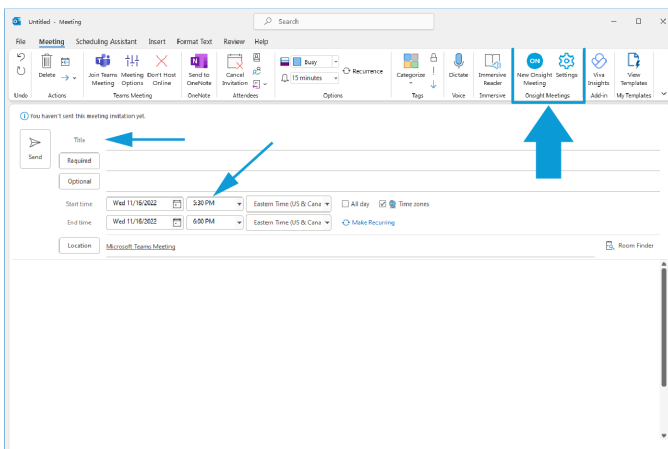 Untitled - Meeting
Search
File Meeting Scheduling Assistant Insert Format Text Review Help
Delete
Join Teams Meeting
Meeting Options
Don't Host Online
Send to OneNote
Cancel Invitation
Busy
15 minutes
Recurrence
Categorize
Dictate
Immersive Reader
ON
New Onsight Meeting
Settings
Viva Insights
View Templates
Undo Actions Teams Meeting OneNote Attendees Options Tags Voice Immersive Onsight Meetings Add-in My Templates
You haven't sent this meeting invitation yet.
Send
Title
Required
Optional
Start time Wed 11/16/2022 5:30 PM Eastern Time (US & Cana All day Time zones
End time Wed 11/16/2022 6:00 PM Eastern Time (US & Cana Make Recurring
Location Microsoft Teams Meeting Room Finder